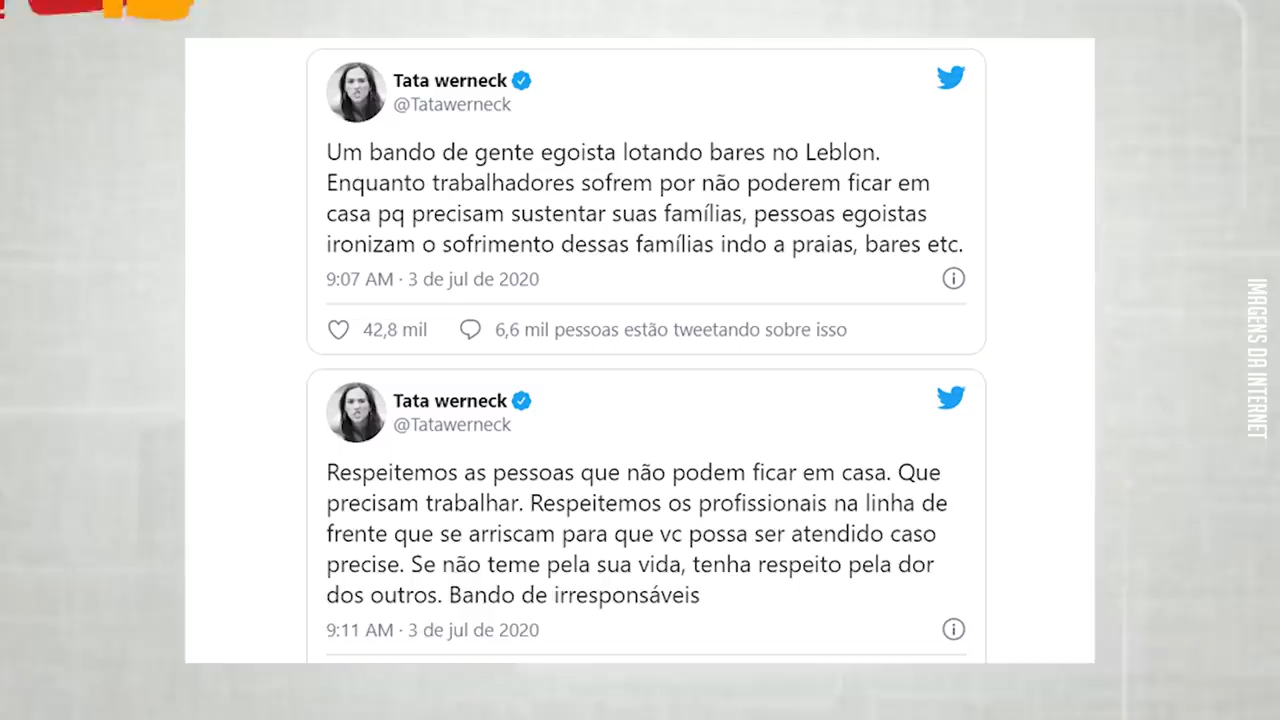 Tata werneck
@Tatawerneck
Um bando de gente egoista lotando bares no Leblon.
Enquanto trabalhadores sofrem por não poderem ficar em
casa pq precisam sustentar suas famílias, pessoas egoistas
ironizam o sofrimento dessas famílias indo a praias, bares etc.
9:07 AM · 3 de jul de 2020
42,8 mil 6,6 mil pessoas estão tweetando sobre isso
Tata werneck
@Tatawerneck
Respeitemos as pessoas que não podem ficar em casa. Que
precisam trabalhar. Respeitemos os profissionais na linha de
frente que se arriscam para que vc possa ser atendido caso
precise. Se não teme pela sua vida, tenha respeito pela dor
dos outros. Bando de irresponsáveis
9:11 AM · 3 de jul de 2020
IMAGENS DA INTERNET